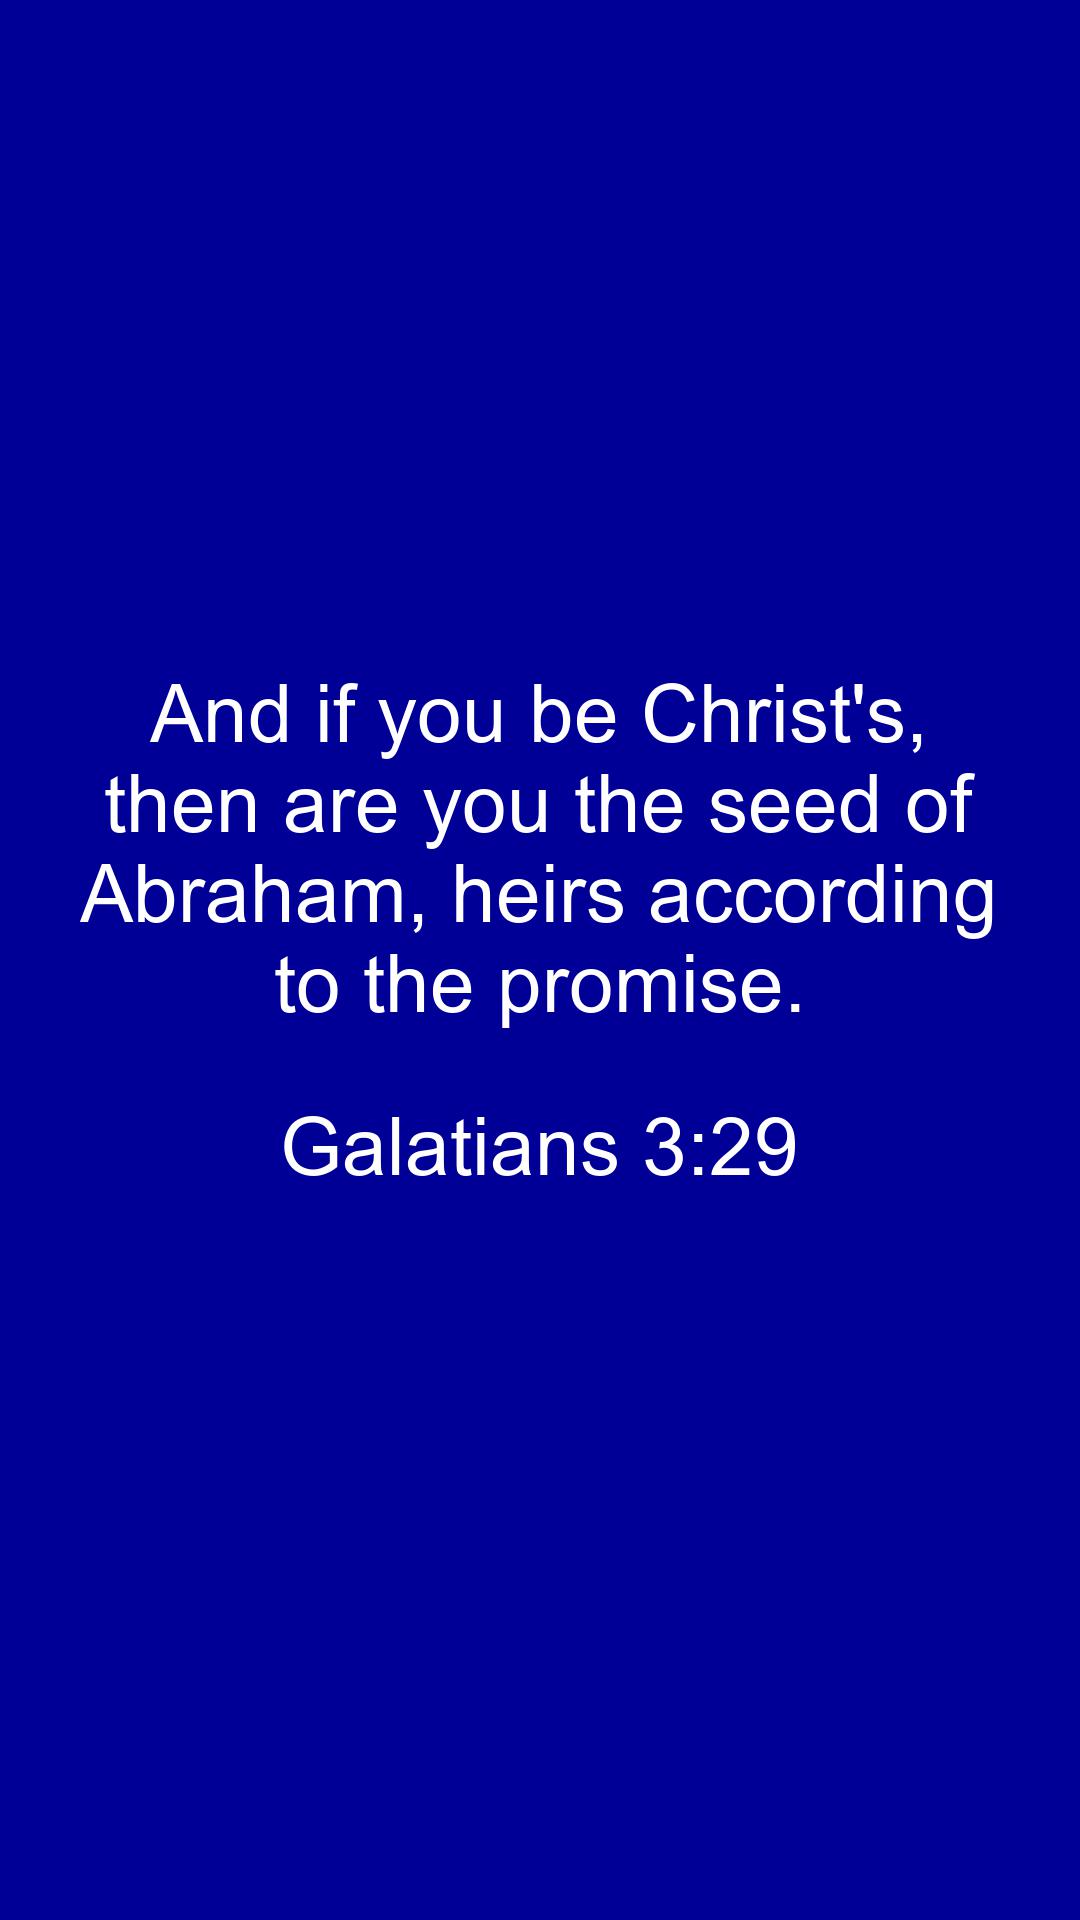 And if you be Christ's,
then are you the seed of
Abraham, heirs according
to the promise.
Galatians 3:29